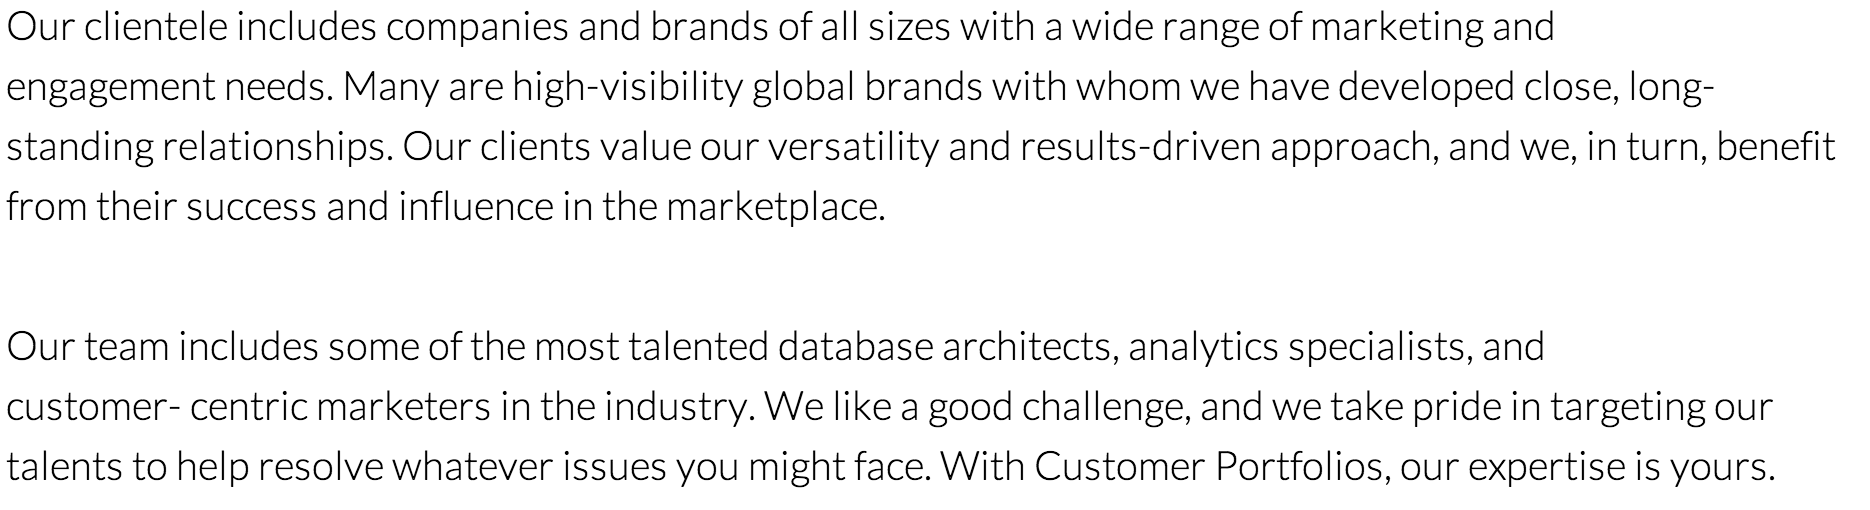 Our clientele includes companies and brands of all sizes with a wide range of marketing and
engagement needs. Many are high-visibility global brands with whom we have developed close, long-
standing relationships. Our clients value our versatility and results-driven approach, and we, in turn, benefit
from their success and influence in the marketplace.
Our team includes some of the most talented database architects, analytics specialists, and
customer- centric marketers in the industry. We like a good challenge, and we take pride in targeting our
talents to help resolve whatever issues you might face. With Customer Portfolios, our expertise is yours.